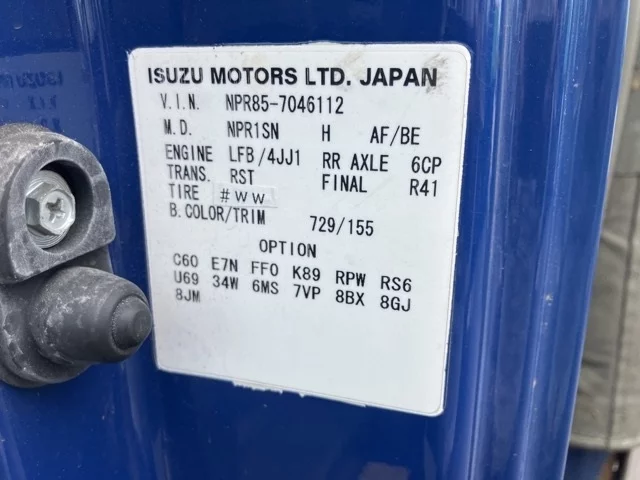 ISUZU MOTORS LTD. JAPAN
V.I.N. NPR85-7046112
M.D. NPR1SN H AF/BE
ENGINE LFB/4JJ1 RR AXLE 6CP
TRANS. RST FINAL R41
TIRE #WW
B.COLOR/TRIM 729/155
OPTION
C60 E7N FF0 K89 RPW RS6
U69 34W 6MS 7VP 8BX 8GJ
8JM